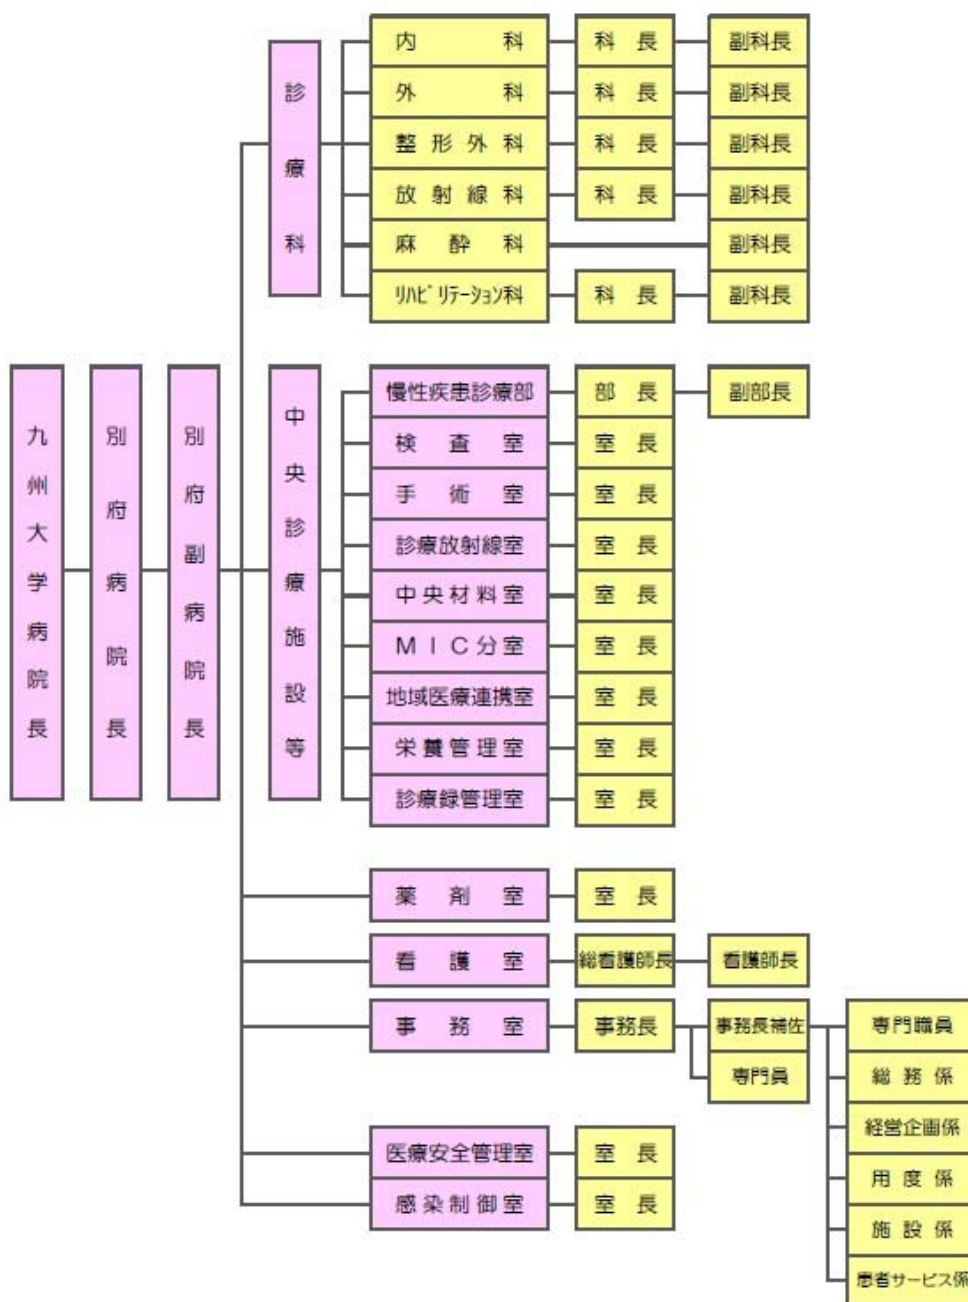 九州大学病院長
別府病院長
別府副病院長
診療科
内科 科長 副科長
外科 科長 副科長
整形外科 科長 副科長
放射線科 科長 副科長
麻酔科 副科長
ﾘﾊﾋﾞﾘﾃｰｼｮﾝ科 科長 副科長
中央診療施設等
慢性疾患診療部 部長 副部長
検査室 室長
手術室 室長
診療放射線室 室長
中央材料室 室長
ＭＩＣ分室 室長
地域医療連携室 室長
栄養管理室 室長
診療録管理室 室長
薬剤室 室長
看護室 総看護師長 看護師長
事務室 事務長 事務長補佐 専門職員
専門員 総務係
経営企画係
用度係
施設係
患者サービス係
医療安全管理室 室長
感染制御室 室長